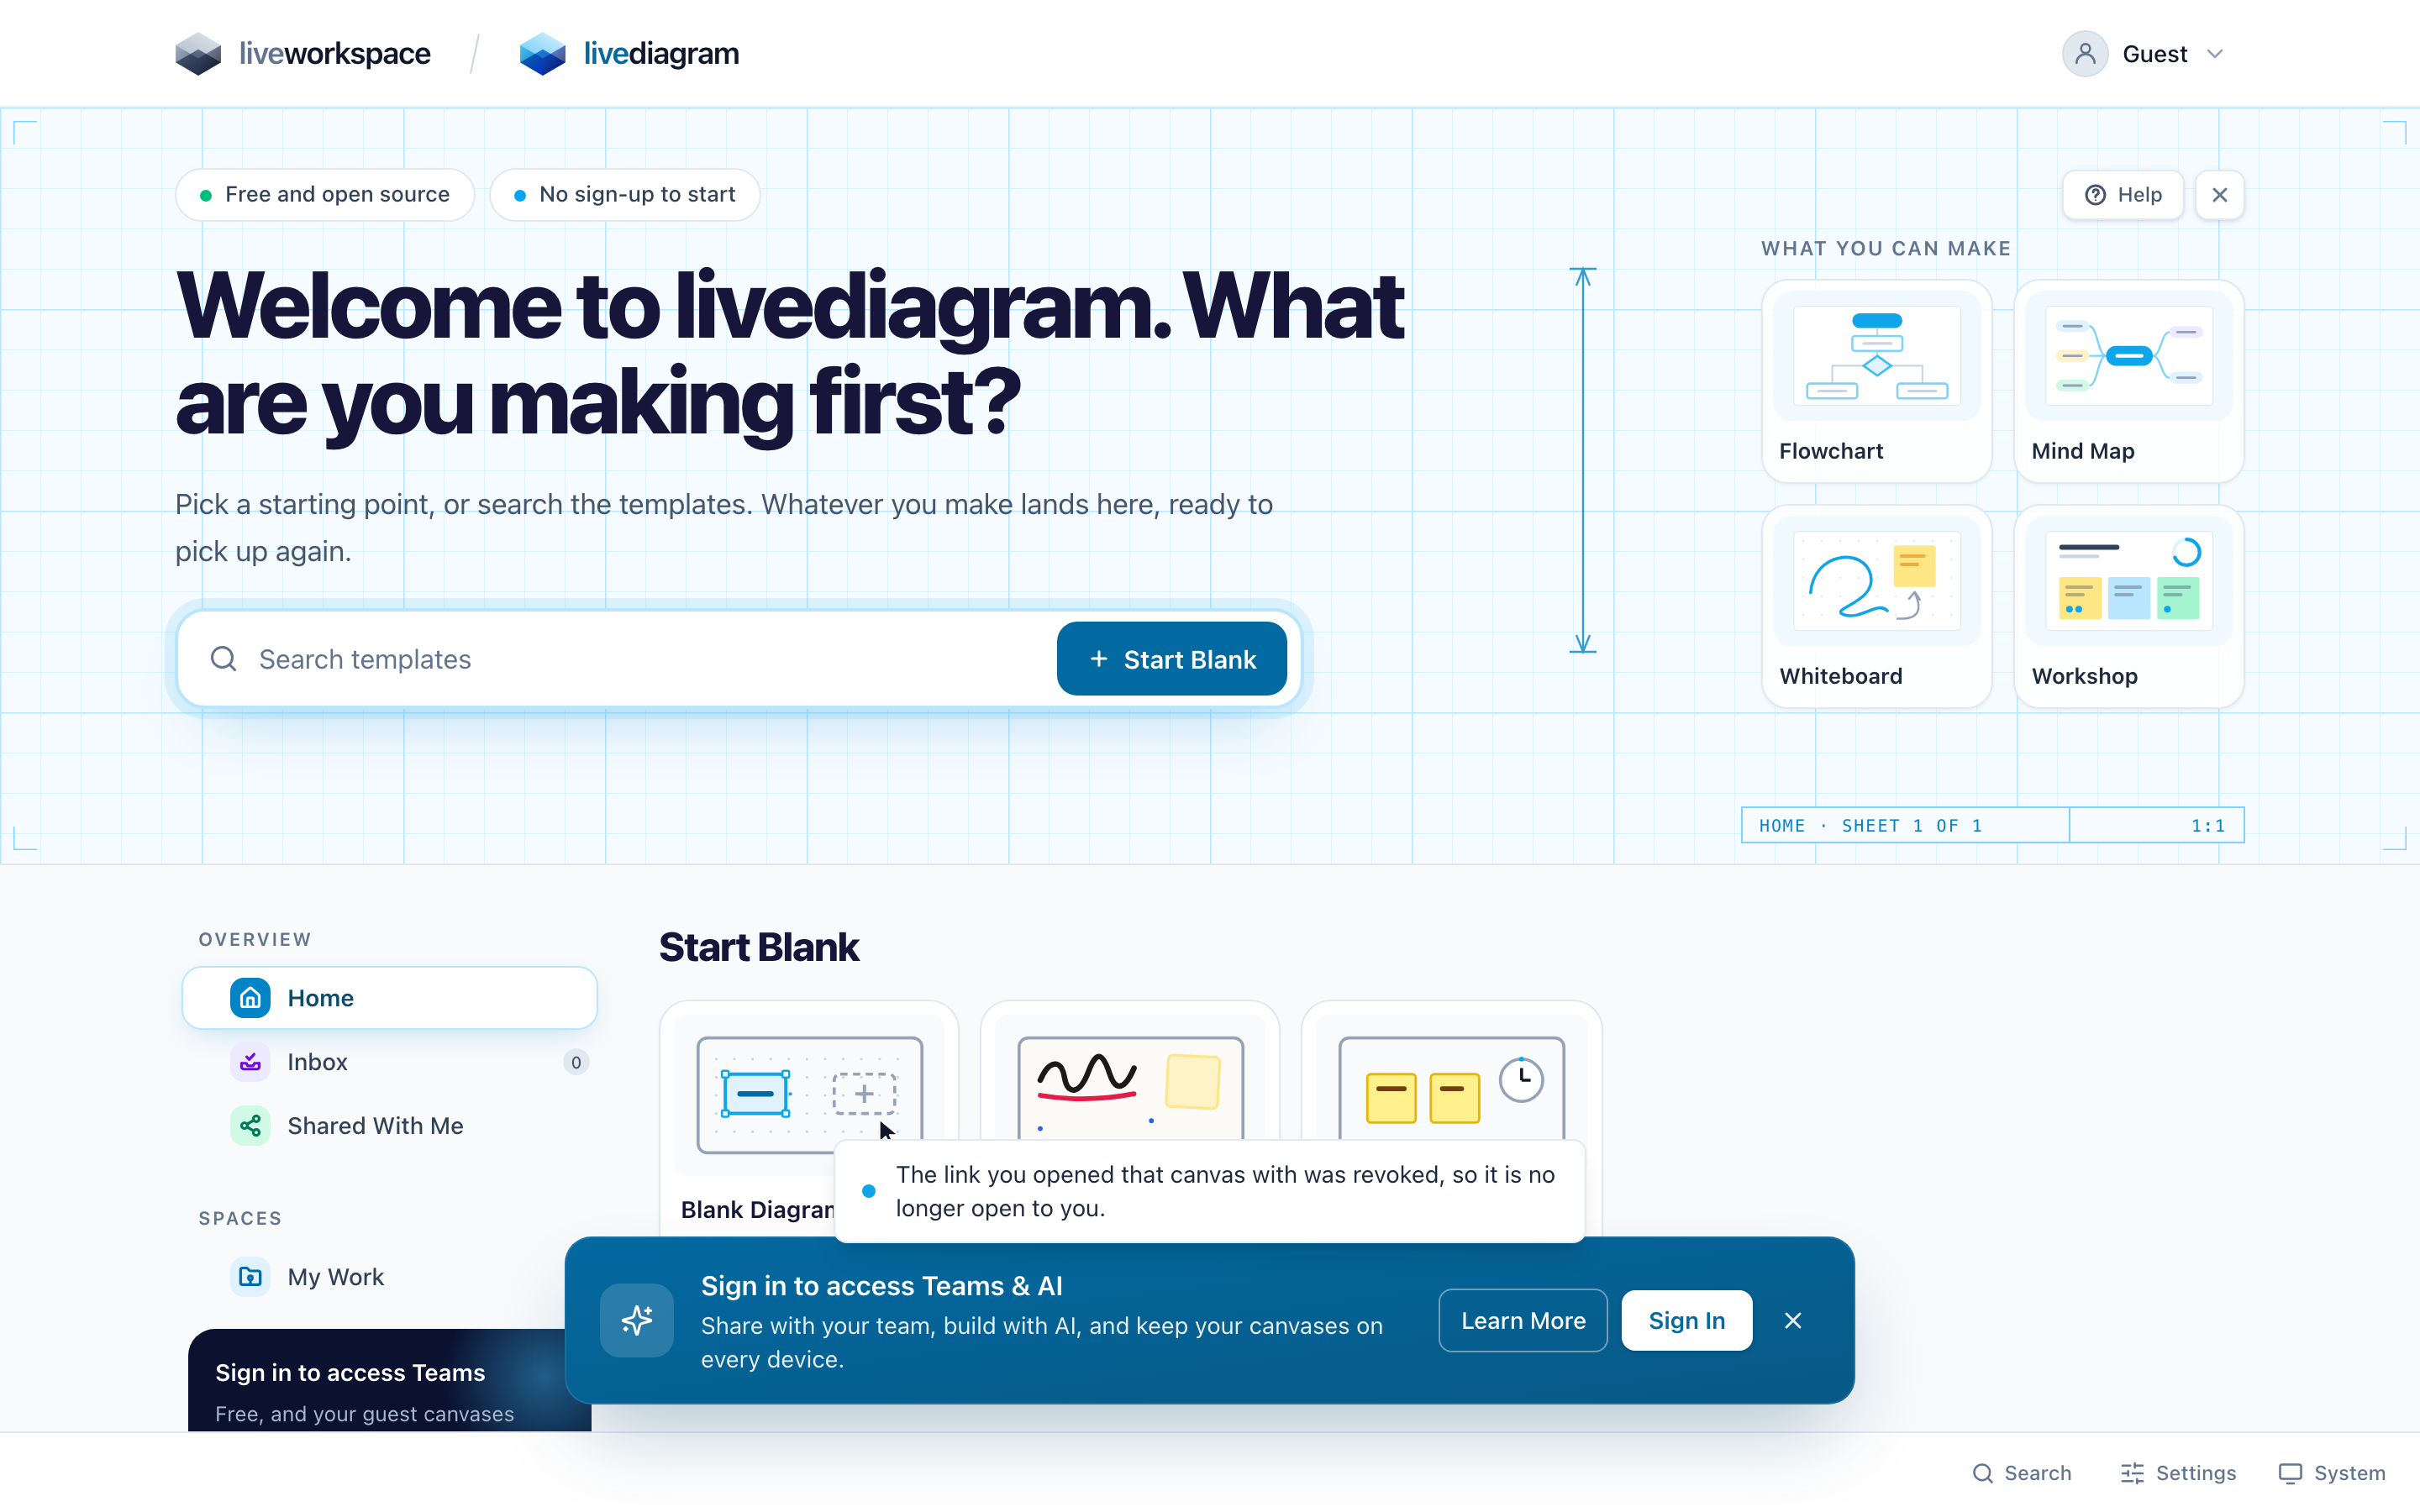 liveworkspace / livediagram
Guest
Free and open source
No sign-up to start
Help
Welcome to livediagram. What
are you making first?
Pick a starting point, or search the templates. Whatever you make lands here, ready to
pick up again.
Search templates
+ Start Blank
WHAT YOU CAN MAKE
Flowchart
Mind Map
Whiteboard
Workshop
HOME · SHEET 1 OF 1
1:1
OVERVIEW
Home
Inbox
0
Shared With Me
SPACES
My Work
Sign in to access Teams
Free, and your guest canvases
Start Blank
Blank Diagram
The link you opened that canvas with was revoked, so it is no
longer open to you.
Sign in to access Teams & AI
Share with your team, build with AI, and keep your canvases on
every device.
Learn More
Sign In
Search
Settings
System